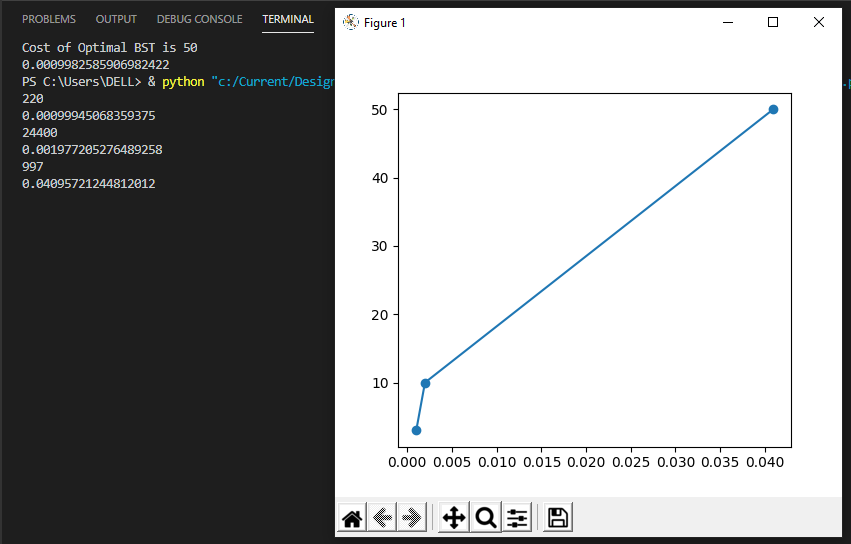 PROBLEMS OUTPUT DEBUG CONSOLE TERMINAL
Cost of Optimal BST is 50
0.0009982585906982422
PS C:\Users\DELL> & python "c:/Current/Design
220
0.00099945068359375
24400
0.001977205276489258
997
0.04095721244812012
Figure 1
50
40
30
20
10
0.000 0.005 0.010 0.015 0.020 0.025 0.030 0.035 0.040